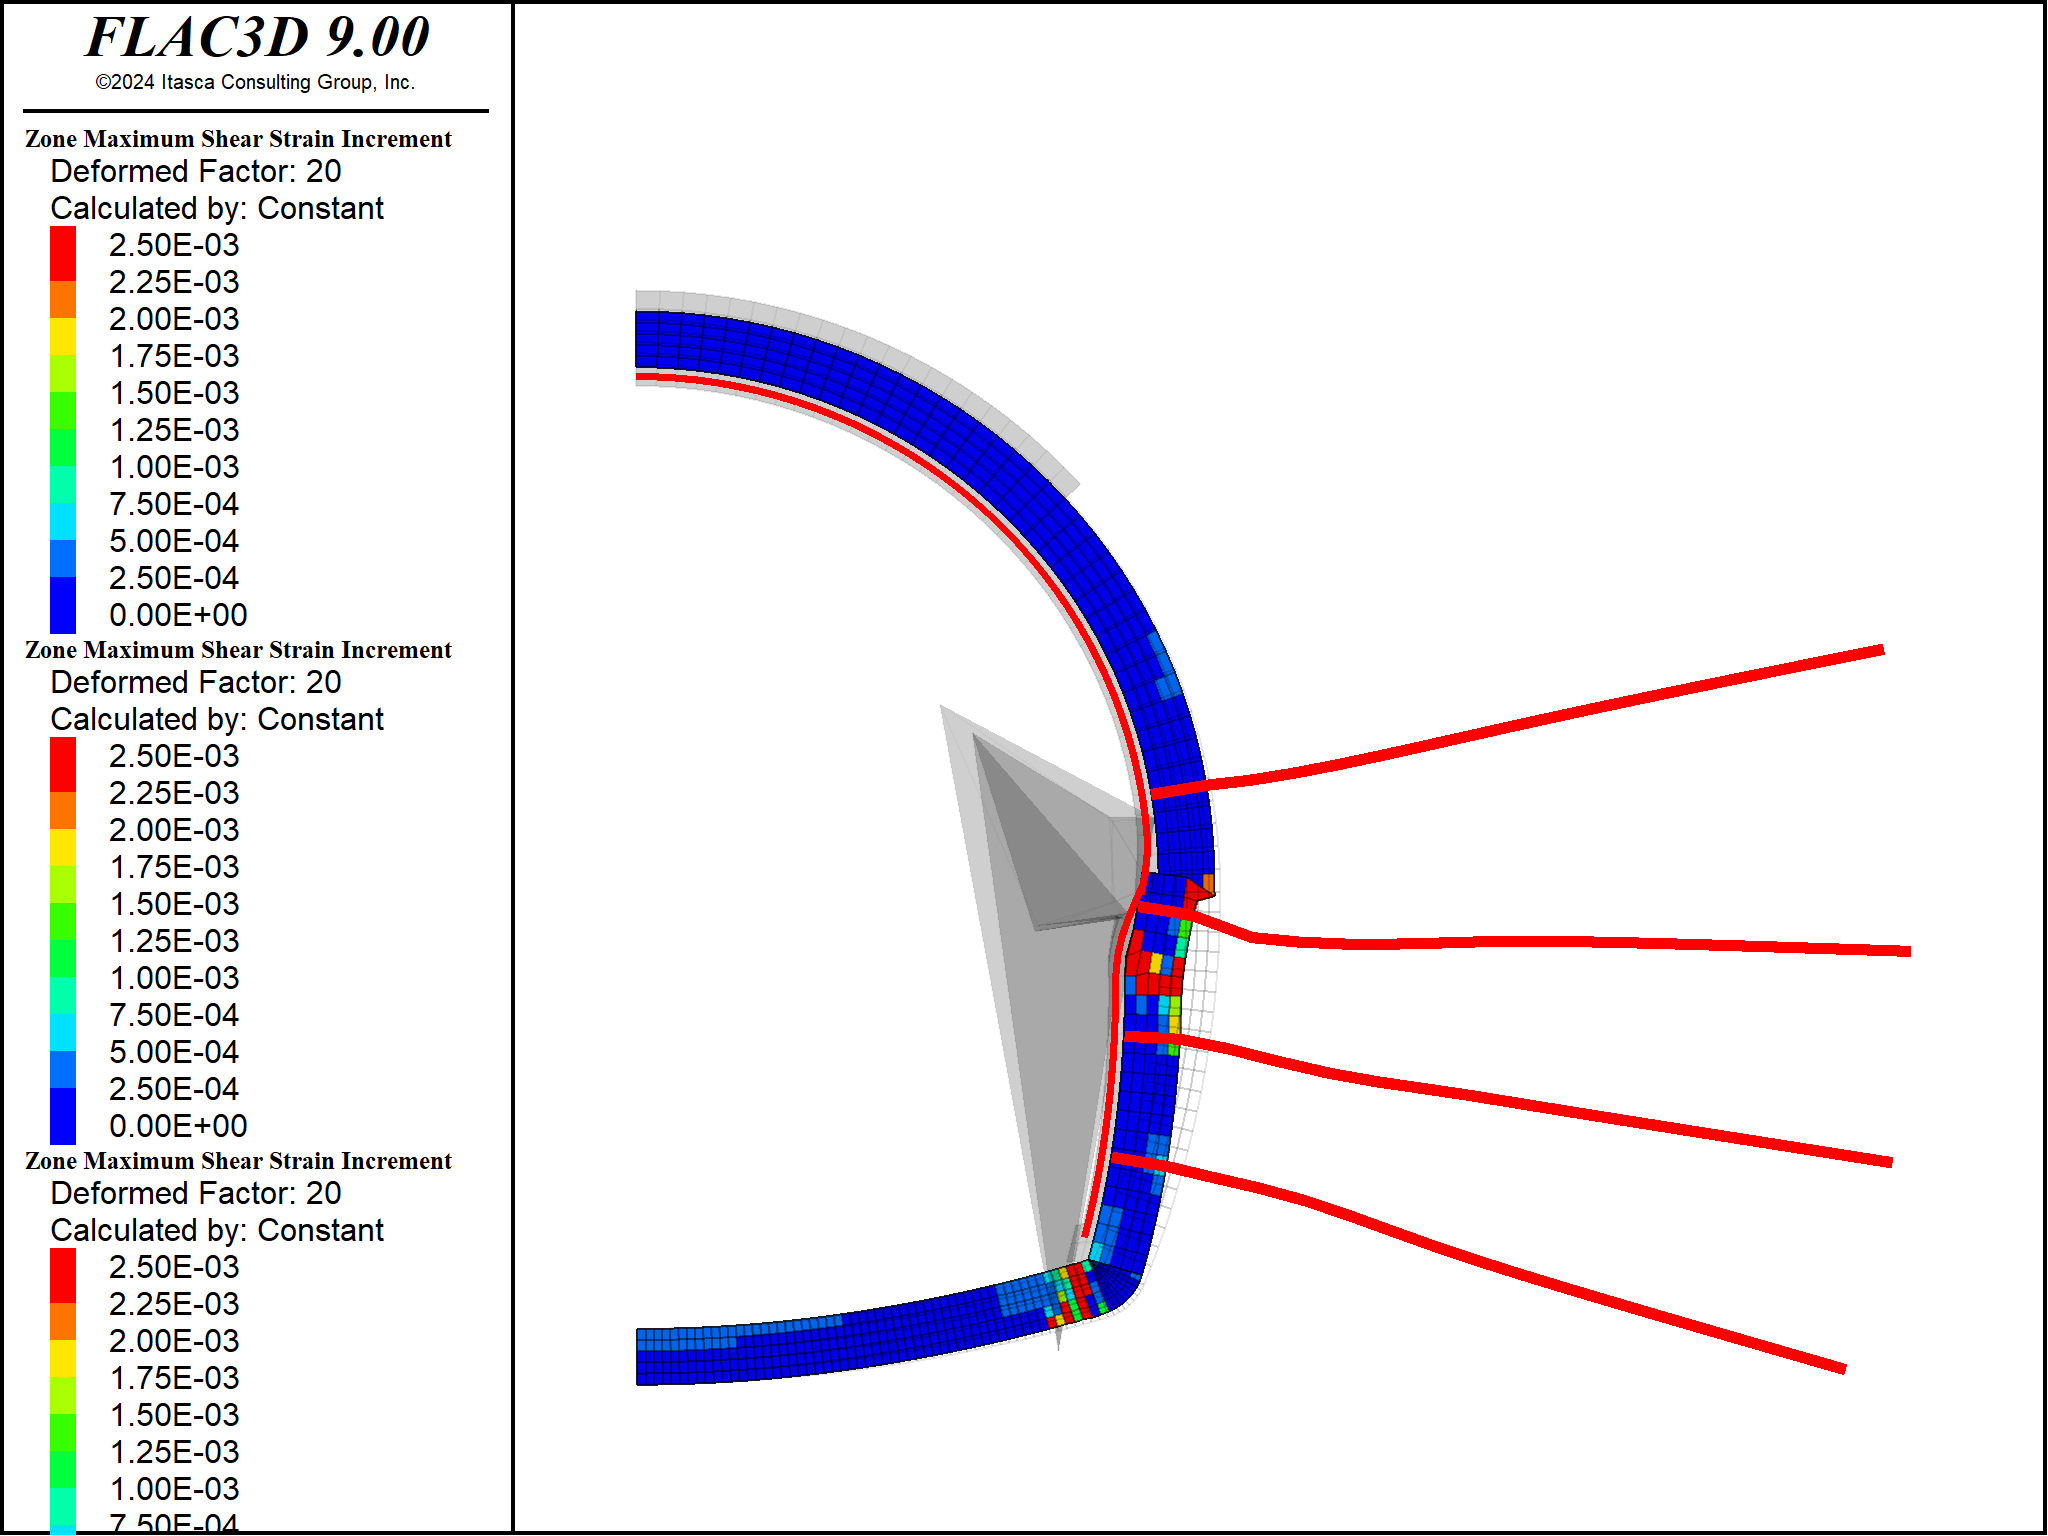 FLAC3D 9.00
©2024 Itasca Consulting Group, Inc.
Zone Maximum Shear Strain Increment
Deformed Factor: 20
Calculated by: Constant
2.50E-03
2.25E-03
2.00E-03
1.75E-03
1.50E-03
1.25E-03
1.00E-03
7.50E-04
5.00E-04
2.50E-04
0.00E+00
Zone Maximum Shear Strain Increment
Deformed Factor: 20
Calculated by: Constant
2.50E-03
2.25E-03
2.00E-03
1.75E-03
1.50E-03
1.25E-03
1.00E-03
7.50E-04
5.00E-04
2.50E-04
0.00E+00
Zone Maximum Shear Strain Increment
Deformed Factor: 20
Calculated by: Constant
2.50E-03
2.25E-03
2.00E-03
1.75E-03
1.50E-03
1.25E-03
1.00E-03
7.50E-04